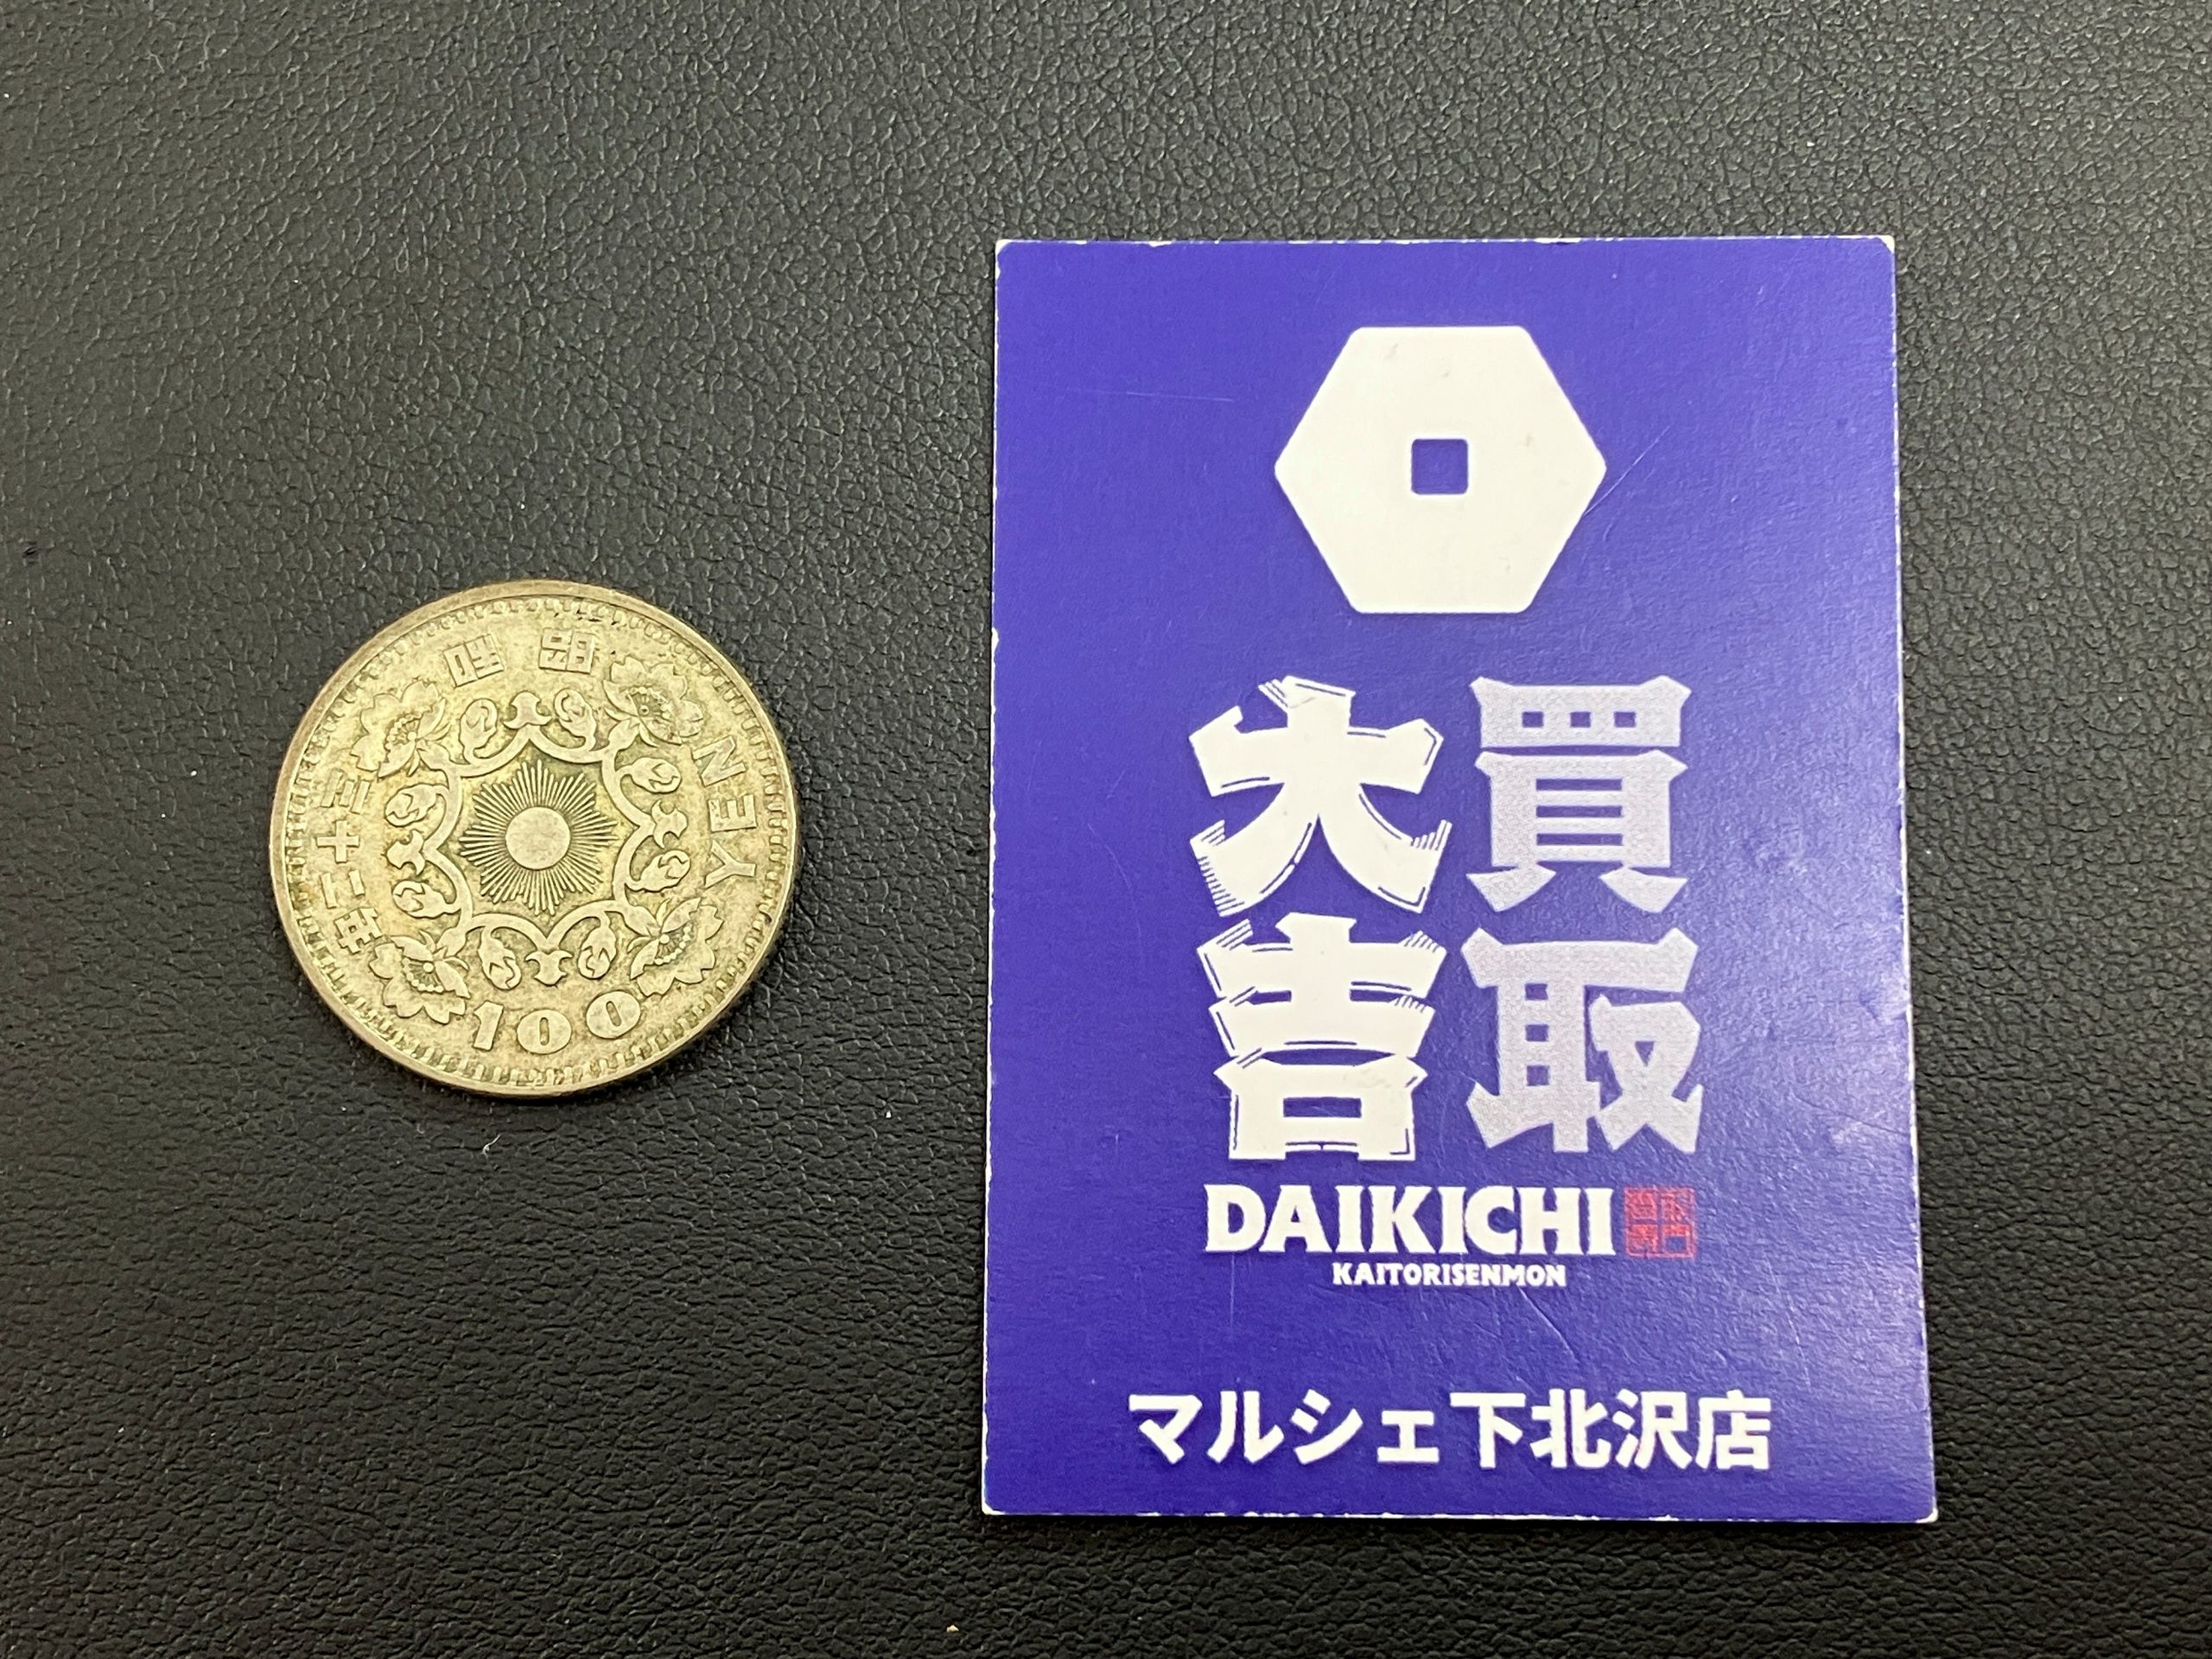 昭和三十二年
100 YEN
買取
大吉
DAIKICHI
KAITORISENMON
マルシェ下北沢店